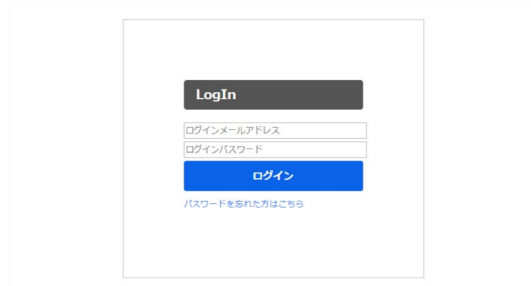 LogIn
ログインメールアドレス
ログインパスワード
ログイン
パスワードを忘れた方はこちら